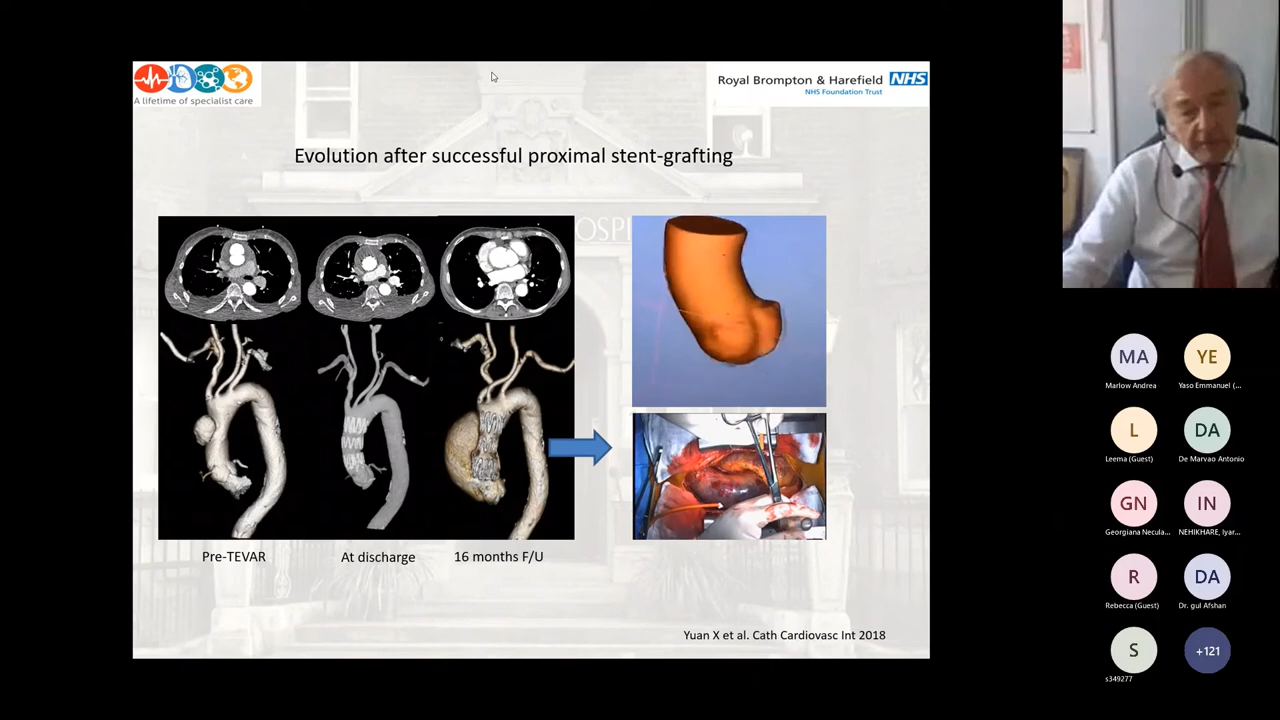 A lifetime of specialist care
Royal Brompton & Harefield NHS
NHS Foundation Trust
Evolution after successful proximal stent-grafting
OSPI
Pre-TEVAR
At discharge
16 months F/U
Yuan X et al. Cath Cardiovasc Int 2018
MA
Marlow Andrea
YE
Yaso Emmanuel (...
L
Leema (Guest)
DA
De Marvao Antonio
GN
Georgiana Necula...
IN
NEHIKHARE, Iyar...
R
Rebecca (Guest)
DA
Dr. gul Afshan
S
s349277
+121